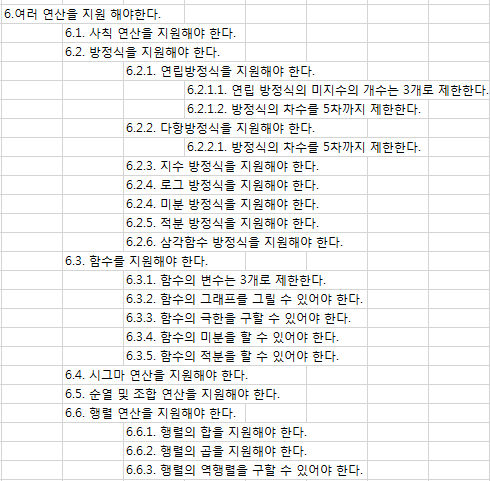 6.여러 연산을 지원 해야한다.
6.1. 사칙 연산을 지원해야 한다.
6.2. 방정식을 지원해야 한다.
6.2.1. 연립방정식을 지원해야 한다.
6.2.1.1. 연립 방정식의 미지수의 개수는 3개로 제한한다.
6.2.1.2. 방정식의 차수를 5차까지 제한한다.
6.2.2. 다항방정식을 지원해야 한다.
6.2.2.1. 방정식의 차수를 5차까지 제한한다.
6.2.3. 지수 방정식을 지원해야 한다.
6.2.4. 로그 방정식을 지원해야 한다.
6.2.4. 미분 방정식을 지원해야 한다.
6.2.5. 적분 방정식을 지원해야 한다.
6.2.6. 삼각함수 방정식을 지원해야 한다.
6.3. 함수를 지원해야 한다.
6.3.1. 함수의 변수는 3개로 제한한다.
6.3.2. 함수의 그래프를 그릴 수 있어야 한다.
6.3.3. 함수의 극한을 구할 수 있어야 한다.
6.3.4. 함수의 미분을 할 수 있어야 한다.
6.3.5. 함수의 적분을 할 수 있어야 한다.
6.4. 시그마 연산을 지원해야 한다.
6.5. 순열 및 조합 연산을 지원해야 한다.
6.6. 행렬 연산을 지원해야 한다.
6.6.1. 행렬의 합을 지원해야 한다.
6.6.2. 행렬의 곱을 지원해야 한다.
6.6.3. 행렬의 역행렬을 구할 수 있어야 한다.